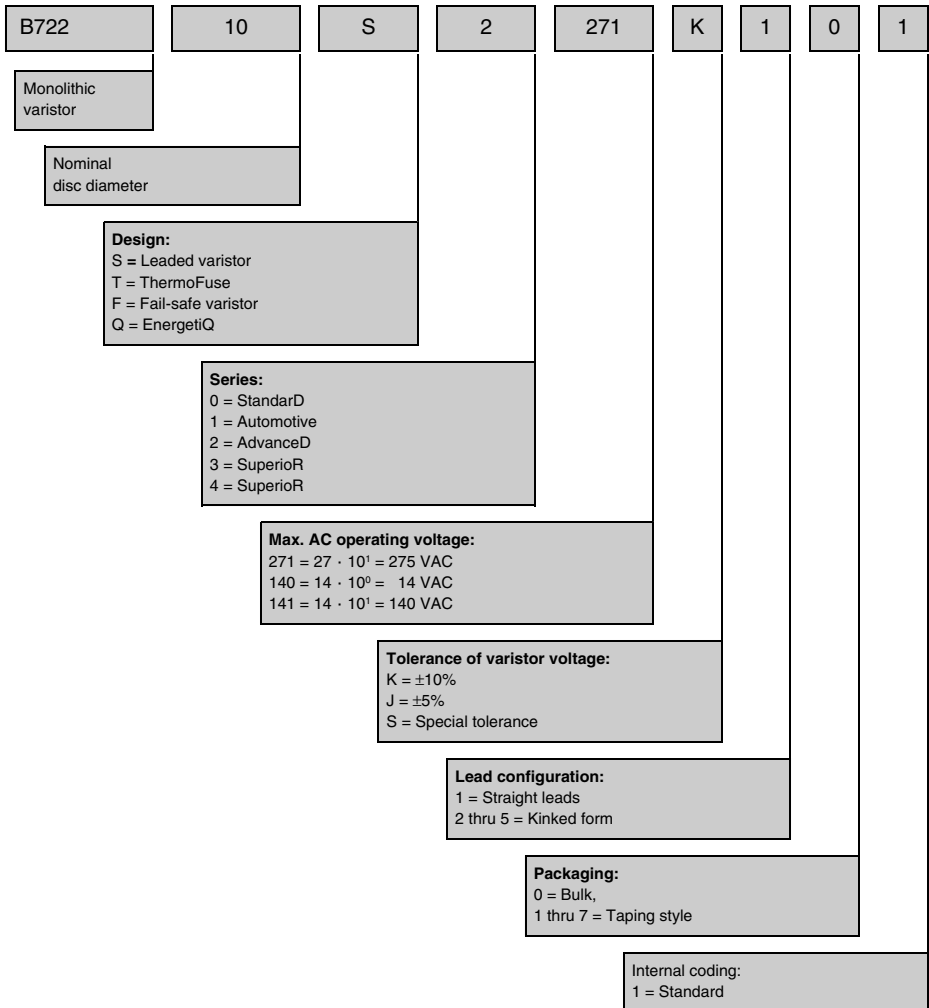 B722 10 S 2 271 K 1 0 1
Monolithic
varistor
Nominal
disc diameter
Design:
S = Leaded varistor
T = ThermoFuse
F = Fail-safe varistor
Q = EnergetiQ
Series:
0 = StandarD
1 = Automotive
2 = AdvanceD
3 = SuperioR
4 = SuperioR
Max. AC operating voltage:
271 = 27 · 10¹ = 275 VAC
140 = 14 · 10⁰ = 14 VAC
141 = 14 · 10¹ = 140 VAC
Tolerance of varistor voltage:
K = ±10%
J = ±5%
S = Special tolerance
Lead configuration:
1 = Straight leads
2 thru 5 = Kinked form
Packaging:
0 = Bulk,
1 thru 7 = Taping style
Internal coding:
1 = Standard